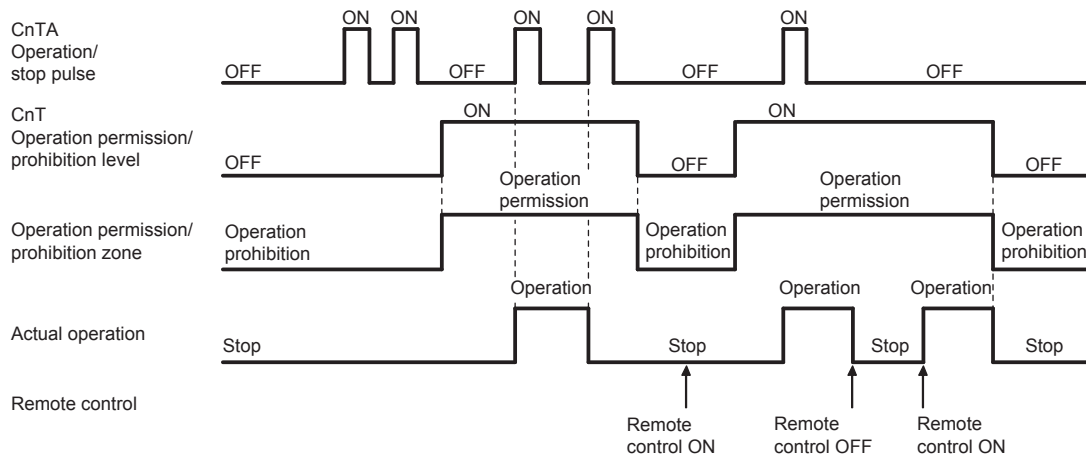 ON ON ON ON ON
CnTA
Operation/
stop pulse
OFF OFF OFF OFF
CnT
Operation permission/
prohibition level
ON ON
OFF OFF OFF
Operation
permission
Operation
permission
Operation permission/
prohibition zone
Operation
prohibition
Operation
prohibition
Operation
prohibition
Operation Operation Operation
Actual operation
Stop Stop Stop Stop
Remote control
Remote
control ON
Remote
control OFF
Remote
control ON